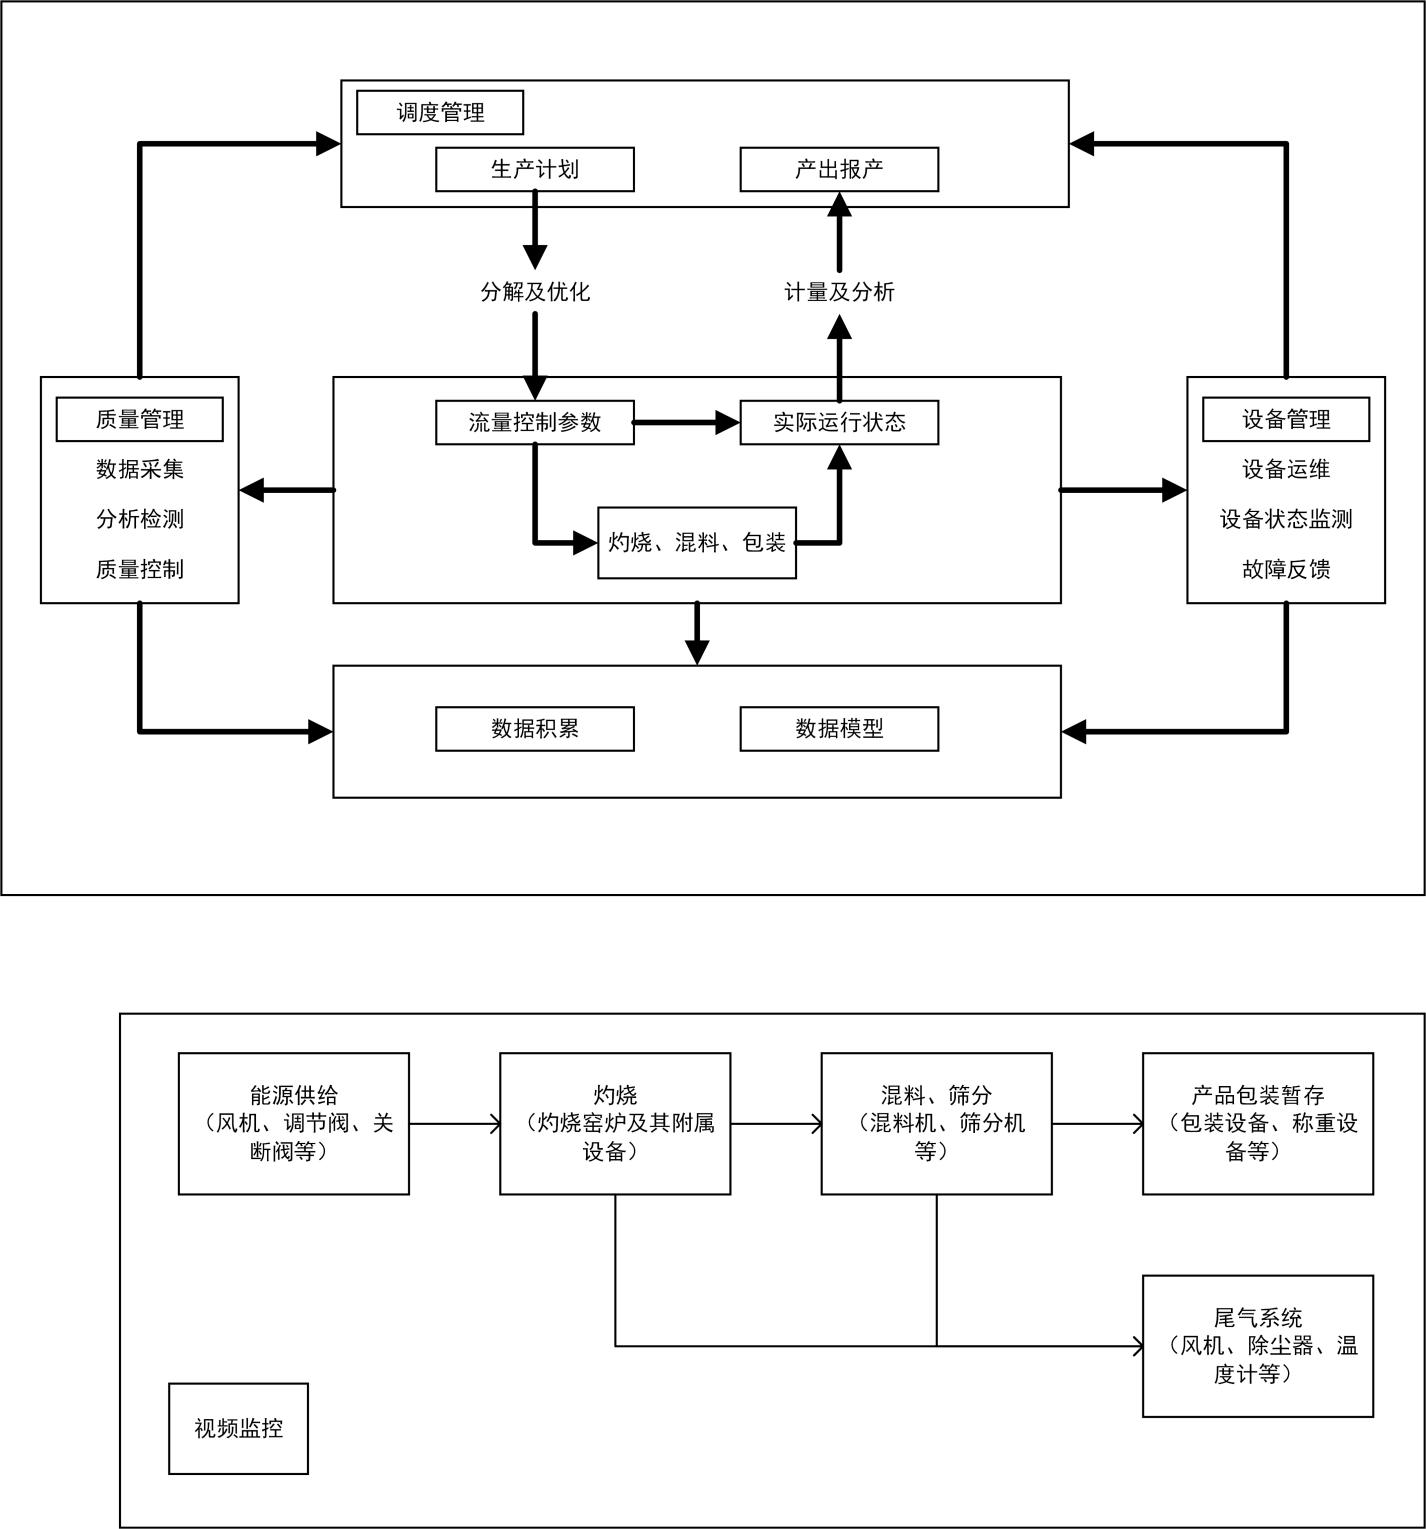 调度管理
生产计划
产出报产
分解及优化
计量及分析
质量管理
数据采集
分析检测
质量控制
流量控制参数
实际运行状态
灼烧、混料、包装
设备管理
设备运维
设备状态监测
故障反馈
数据积累
数据模型
能源供给
（风机、调节阀、关
断阀等）
灼烧
（灼烧窑炉及其附属
设备）
混料、筛分
（混料机、筛分机
等）
产品包装暂存
（包装设备、称重设
备等）
尾气系统
（风机、除尘器、温
度计等）
视频监控